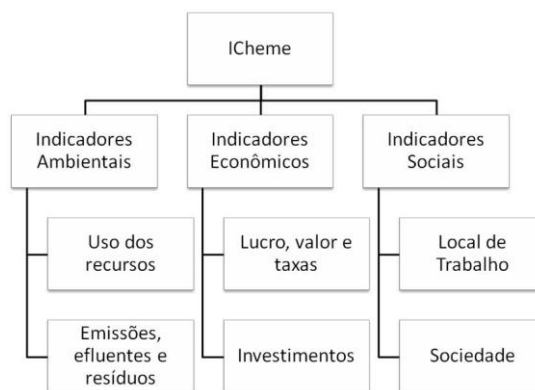 ICheme
Indicadores
Ambientais
Indicadores
Econômicos
Indicadores
Sociais
Uso dos
recursos
Lucro, valor e
taxas
Local de
Trabalho
Emissões,
efluentes e
resíduos
Investimentos
Sociedade